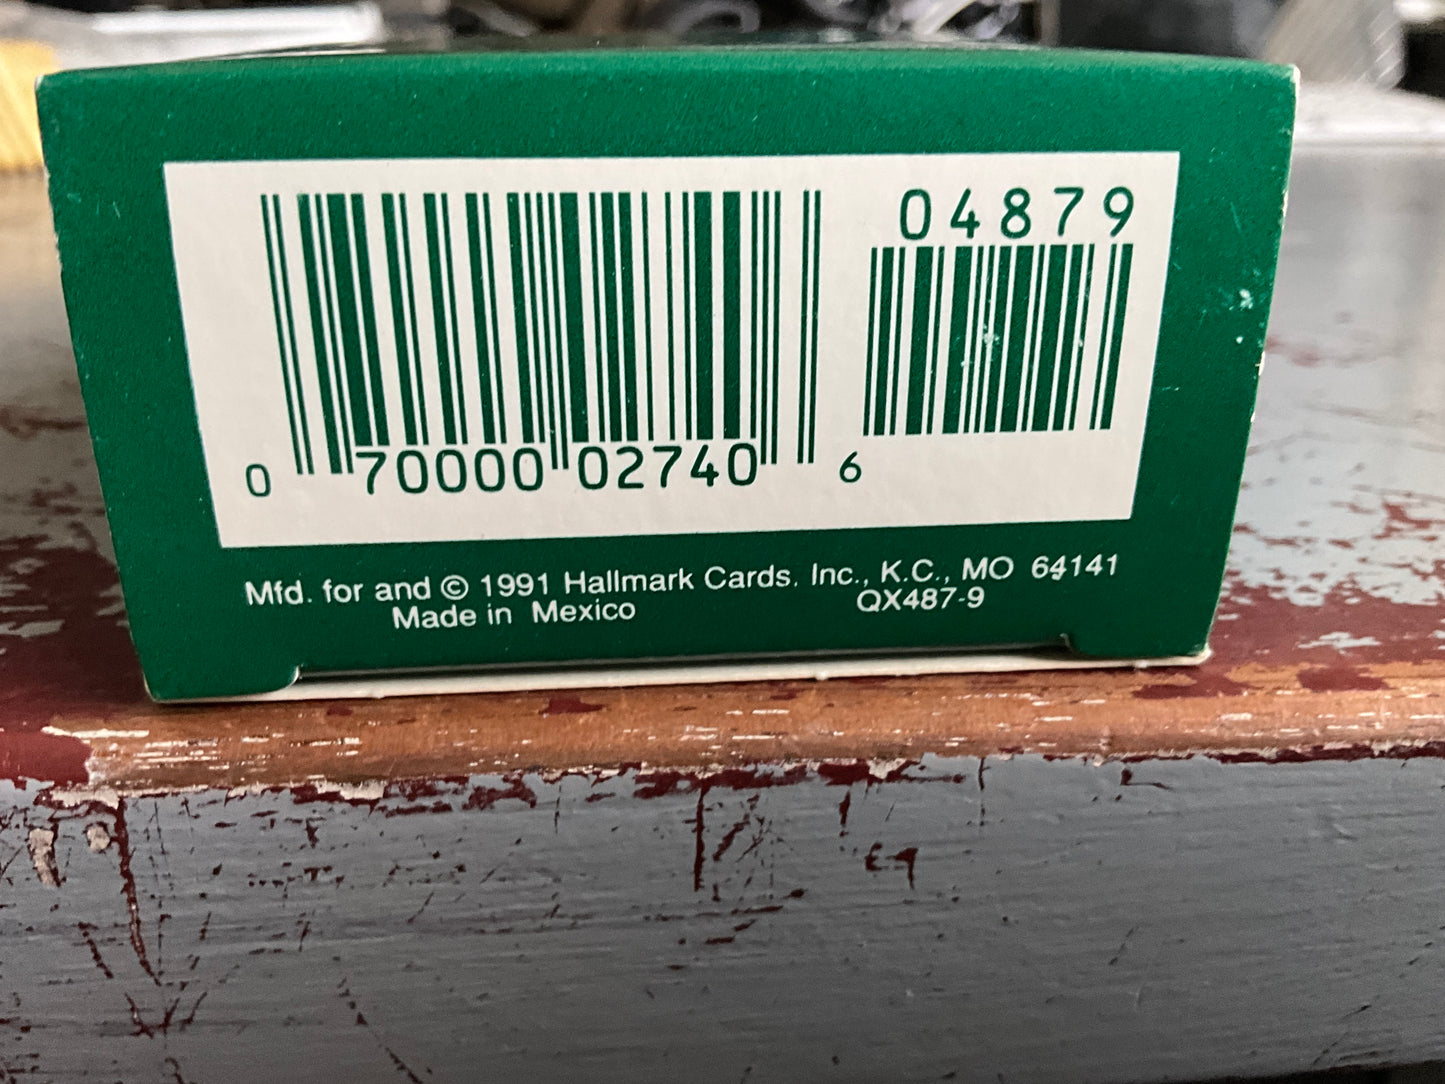 04879
0 70000 02740 6
Mfd. for and © 1991 Hallmark Cards, Inc., K.C., MO 64141
Made in Mexico QX487-9